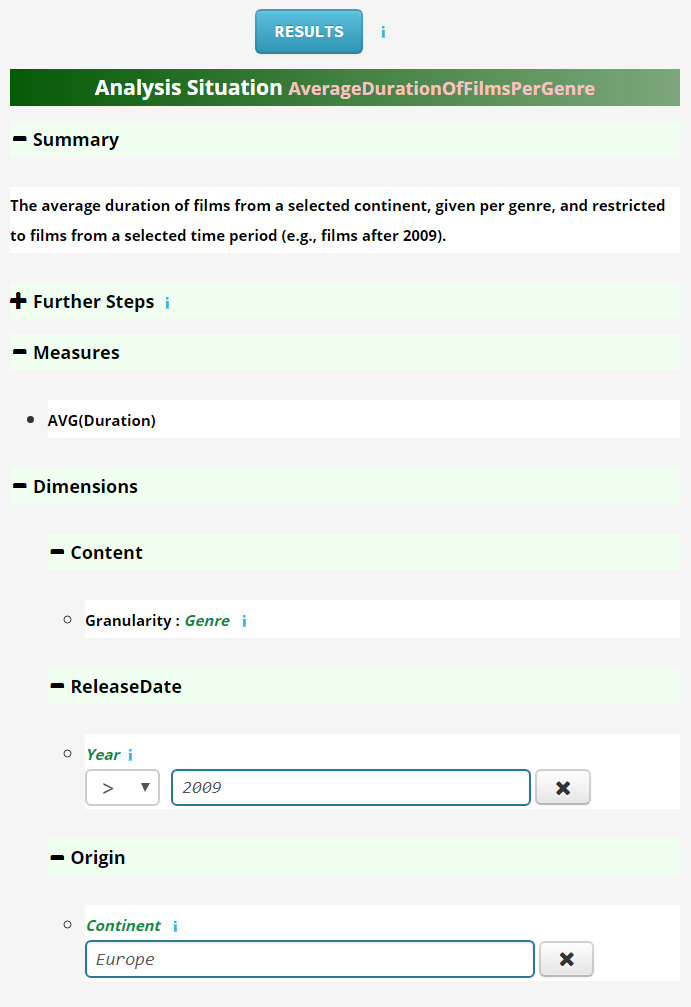 RESULTS i
Analysis Situation AverageDurationOfFilmsPerGenre
Summary
The average duration of films from a selected continent, given per genre, and restricted
to films from a selected time period (e.g., films after 2009).
Further Steps i
Measures
AVG(Duration)
Dimensions
Content
Granularity : Genre i
ReleaseDate
Year i
> 2009
Origin
Continent i
Europe